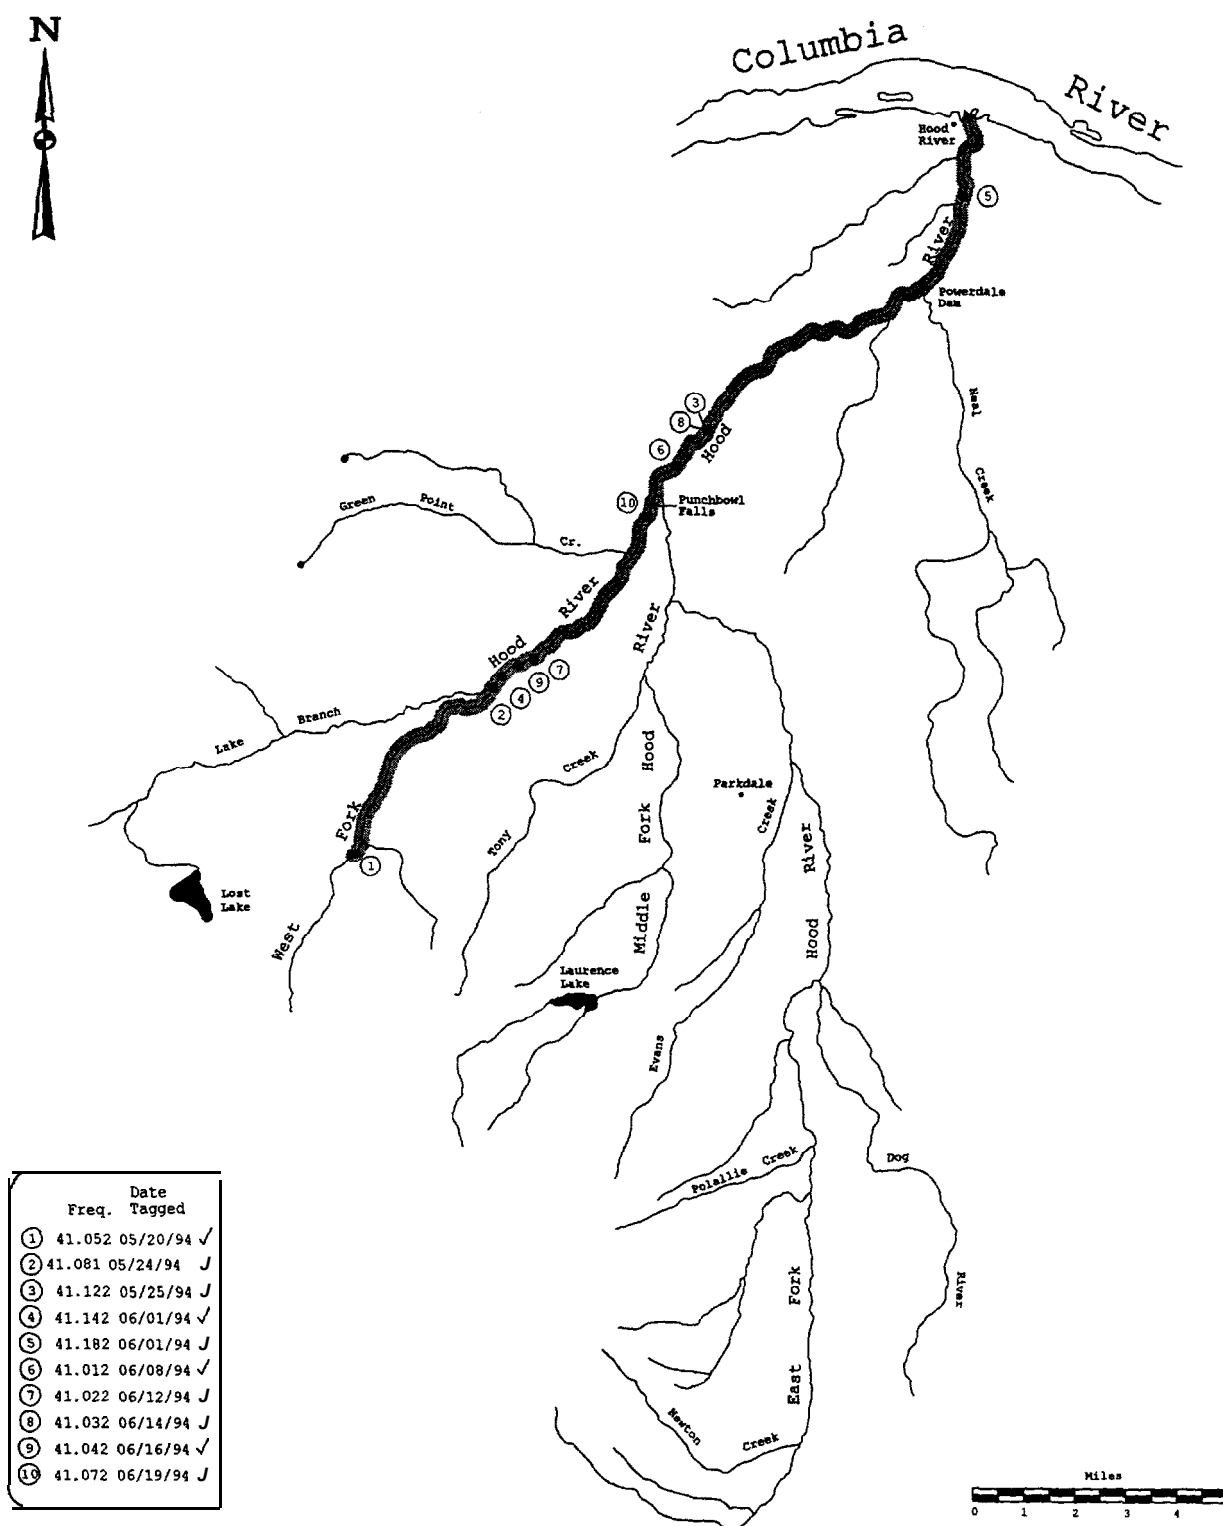 N
Columbia
River
Hood
River
5
River
Powerdale
Dam
Neal
Creek
3
8
6
Hood
10
Punchbowl
Falls
Green Point Cr.
River
Hood
River
7
9
4
2
Branch
Lake
Creek
Tony
Hood
Fork
Middle
Parkdale
Creek
River
Hood
Fork
1
Lost
Lake
West
Laurence
Lake
Evans
Polallie Creek
Dog
River
Fork
East
Newton
Creek
Date
Freq. Tagged
1 41.052 05/20/94 ✓
2 41.081 05/24/94 J
3 41.122 05/25/94 J
4 41.142 06/01/94 ✓
5 41.182 06/01/94 J
6 41.012 06/08/94 ✓
7 41.022 06/12/94 J
8 41.032 06/14/94 J
9 41.042 06/16/94 ✓
10 41.072 06/19/94 J
Miles
0 1 2 3 4